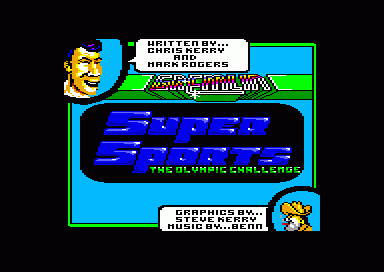 WRITTEN BY...
CHRIS KERRY
AND
MARK ROGERS
GREMLIN
SUPER
SPORTS
THE OLYMPIC CHALLENGE
GRAPHICS BY...
STEVE KERRY
MUSIC BY...BENN